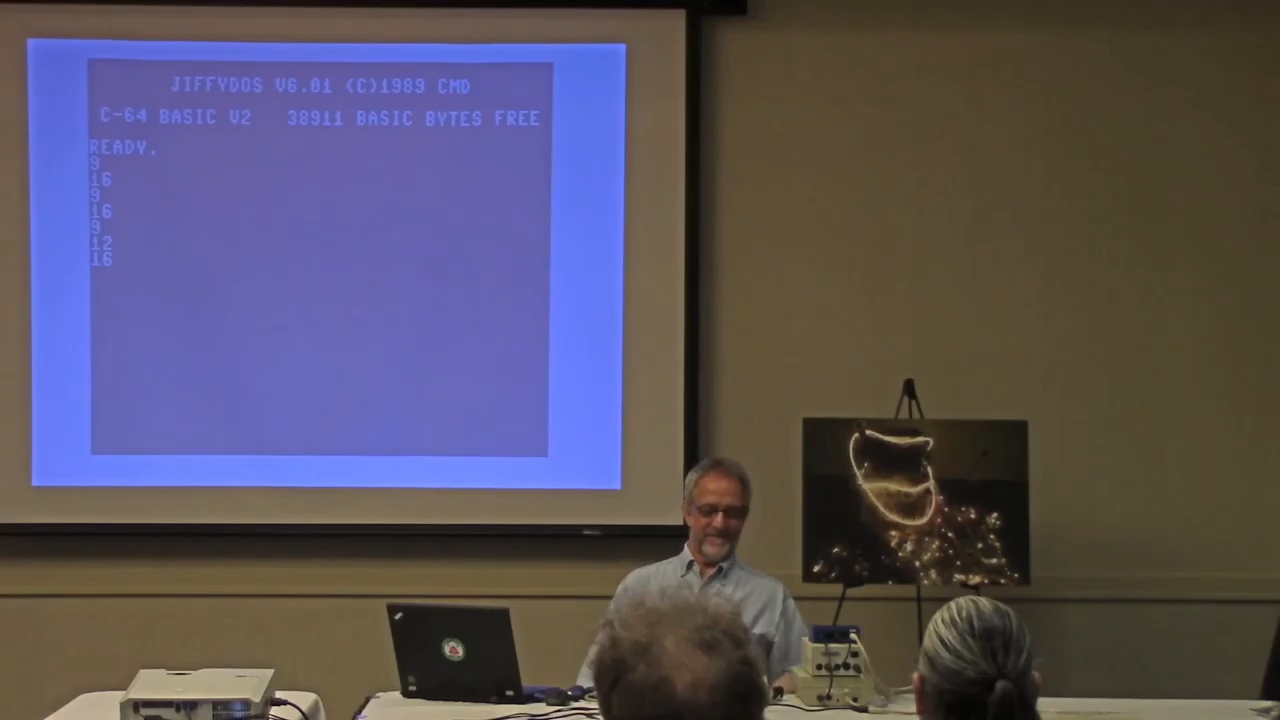 JIFFYDOS V6.01 (C)1989 CMD
C-64 BASIC V2   38911 BASIC BYTES FREE
READY.
9
16
9
16
9
12
16